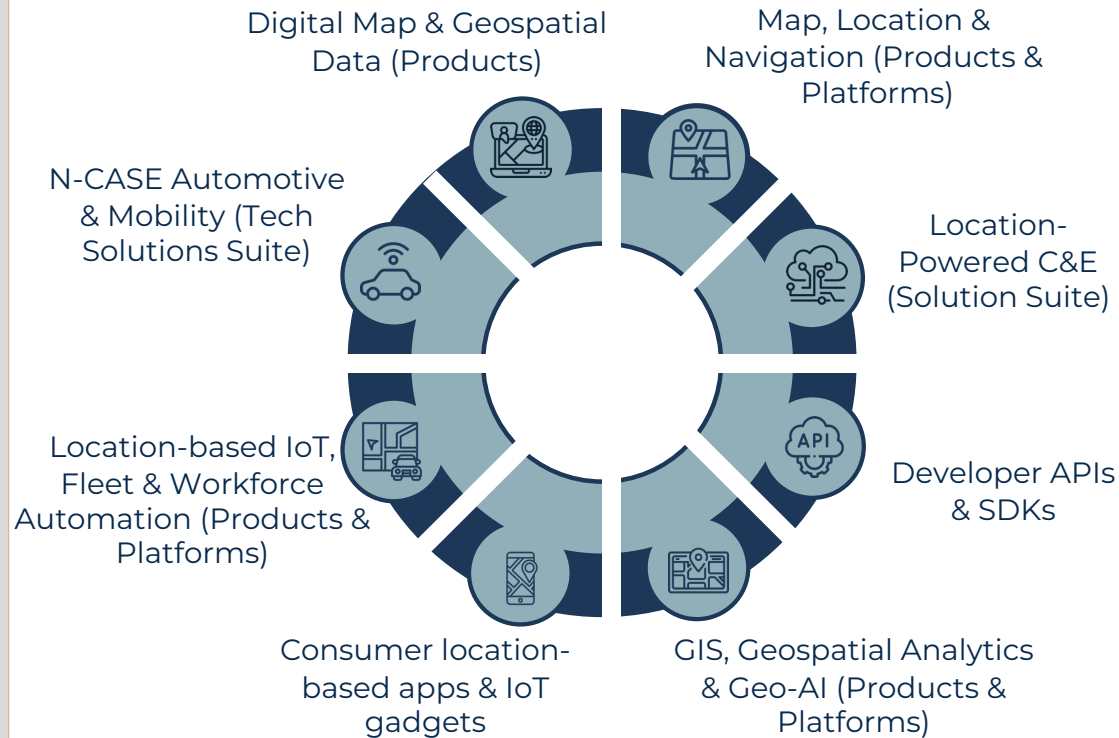 Digital Map & Geospatial
Data (Products)
Map, Location &
Navigation (Products &
Platforms)
N-CASE Automotive
& Mobility (Tech
Solutions Suite)
Location-
Powered C&E
(Solution Suite)
API
Location-based IoT,
Fleet & Workforce
Automation (Products &
Platforms)
Developer APIs
& SDKs
Consumer location-
based apps & IoT
gadgets
GIS, Geospatial Analytics
& Geo-AI (Products &
Platforms)